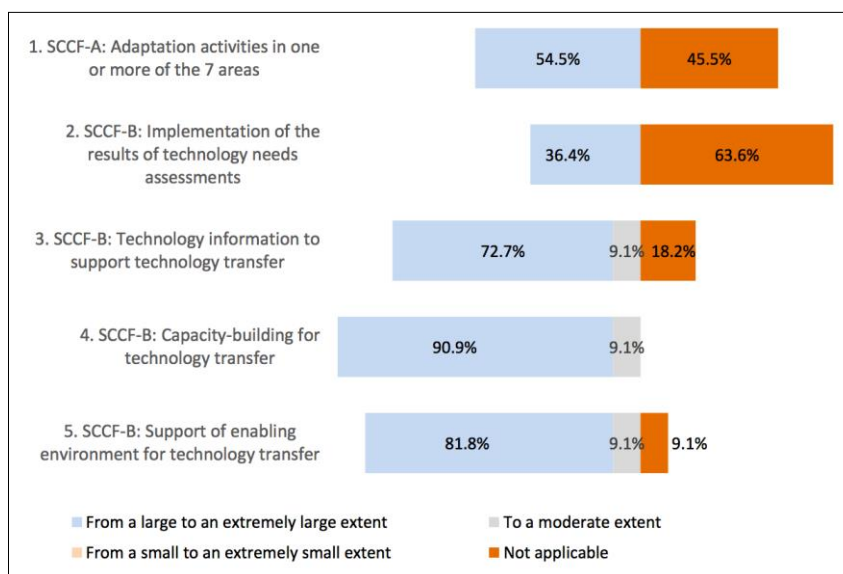 1. SCCF-A: Adaptation activities in one
or more of the 7 areas
54.5%
45.5%
2. SCCF-B: Implementation of the
results of technology needs
assessments
36.4%
63.6%
3. SCCF-B: Technology information to
support technology transfer
72.7%
9.1%
18.2%
4. SCCF-B: Capacity-building for
technology transfer
90.9%
9.1%
5. SCCF-B: Support of enabling
environment for technology transfer
81.8%
9.1%
9.1%
From a large to an extremely large extent
To a moderate extent
From a small to an extremely small extent
Not applicable